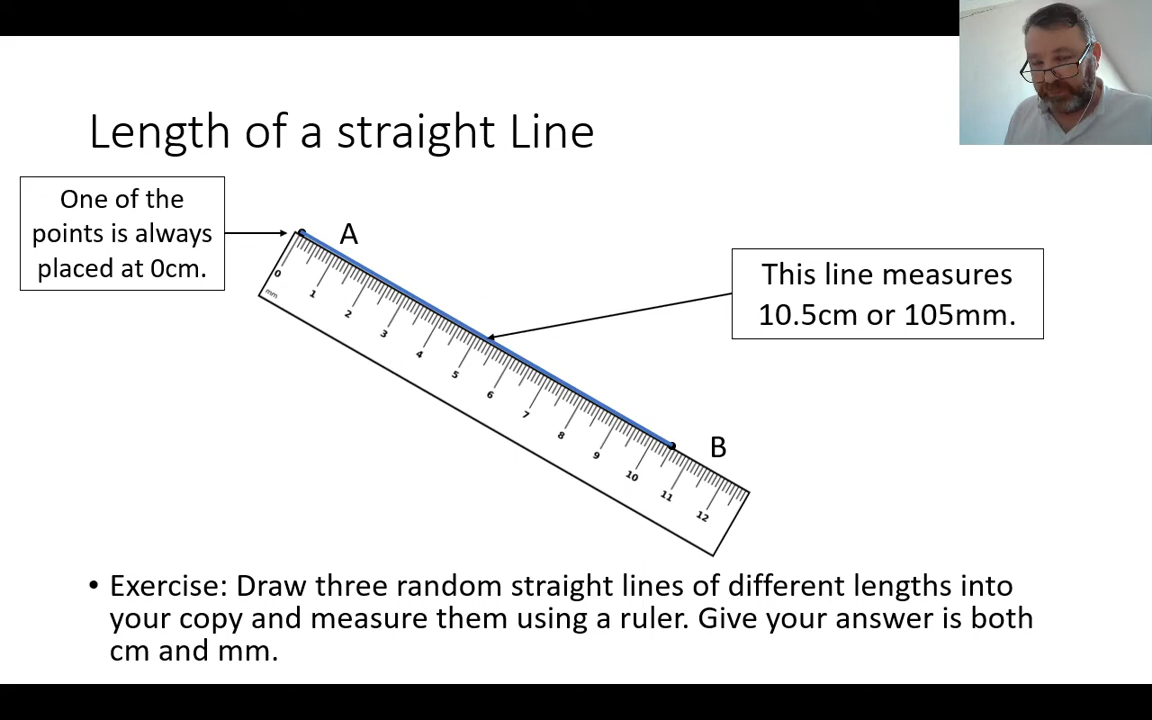 Length of a straight Line
One of the
points is always
placed at 0cm.
A
This line measures
10.5cm or 105mm.
0
1
2
3
4
5
6
7
8
9
10
11
12
mm
B
• Exercise: Draw three random straight lines of different lengths into
your copy and measure them using a ruler. Give your answer is both
cm and mm.